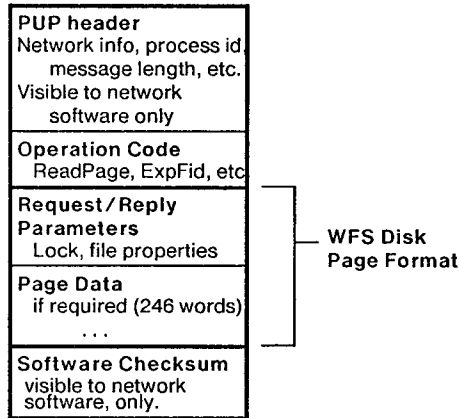 PUP header
Network info, process id,
message length, etc.
Visible to network
software only
Operation Code
ReadPage, ExpFid, etc
Request/Reply
Parameters
Lock, file properties
Page Data
if required (246 words)
...
Software Checksum
visible to network
software, only.
WFS Disk
Page Format